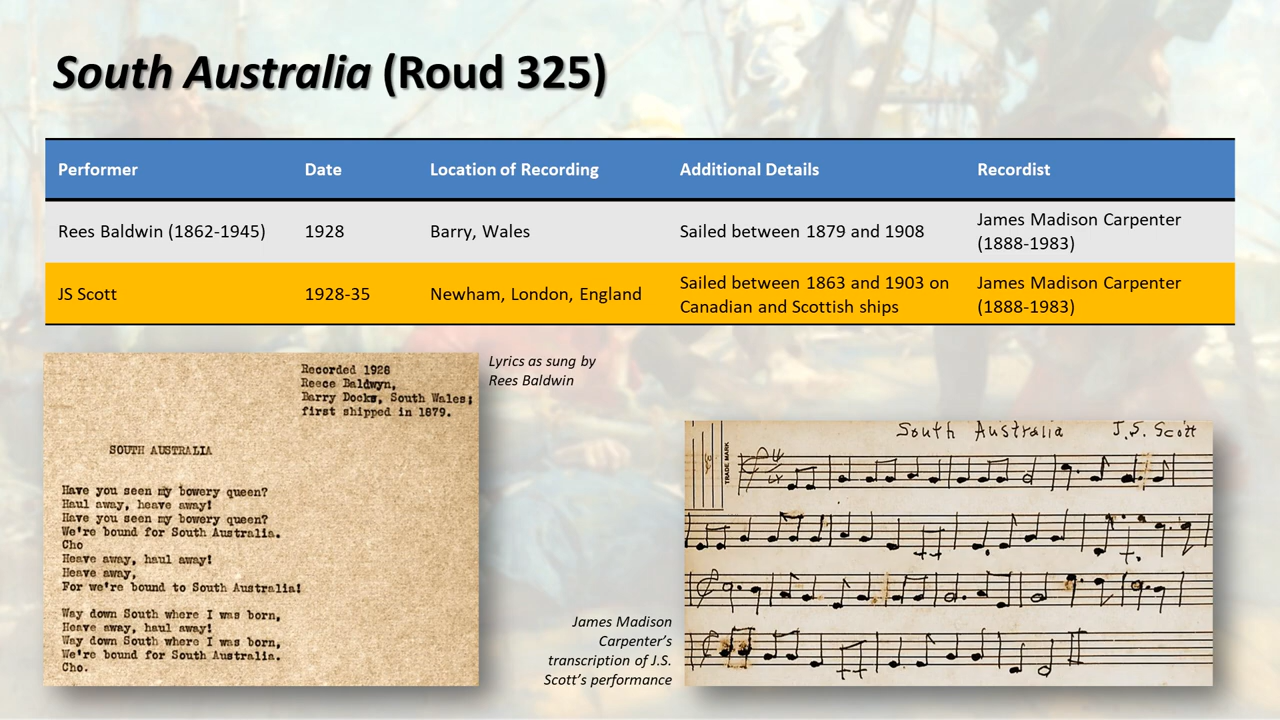 South Australia (Roud 325)
Performer Date Location of Recording Additional Details Recordist
Rees Baldwin (1862-1945) 1928 Barry, Wales Sailed between 1879 and 1908 James Madison Carpenter
(1888-1983)
JS Scott 1928-35 Newham, London, England Sailed between 1863 and 1903 on
Canadian and Scottish ships James Madison Carpenter
(1888-1983)
Recorded 1928
Reece Baldwyn,
Barry Docks, South Wales;
first shipped in 1879.
SOUTH AUSTRALIA
Have you seen my bowery queen?
Haul away, heave away!
Have you seen my bowery queen?
We're bound for South Australia.
Cho
Heave away, haul away!
Heave away,
For we're bound to South Australia!
Way down South where I was born,
Heave away, haul away!
Way down South where I was born,
We're bound for South Australia.
Cho.
Lyrics as sung by
Rees Baldwin
South Australia J.S. Scott
TRADE MARK
James Madison
Carpenter's
transcription of J.S.
Scott's performance